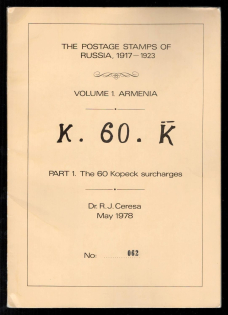 THE POSTAGE STAMPS OF
RUSSIA, 1917—1923
VOLUME 1: ARMENIA
K. 60. K
PART 1. The 60 Kopeck surcharges
Dr. R. J. Ceresa
May 1978
No: 062